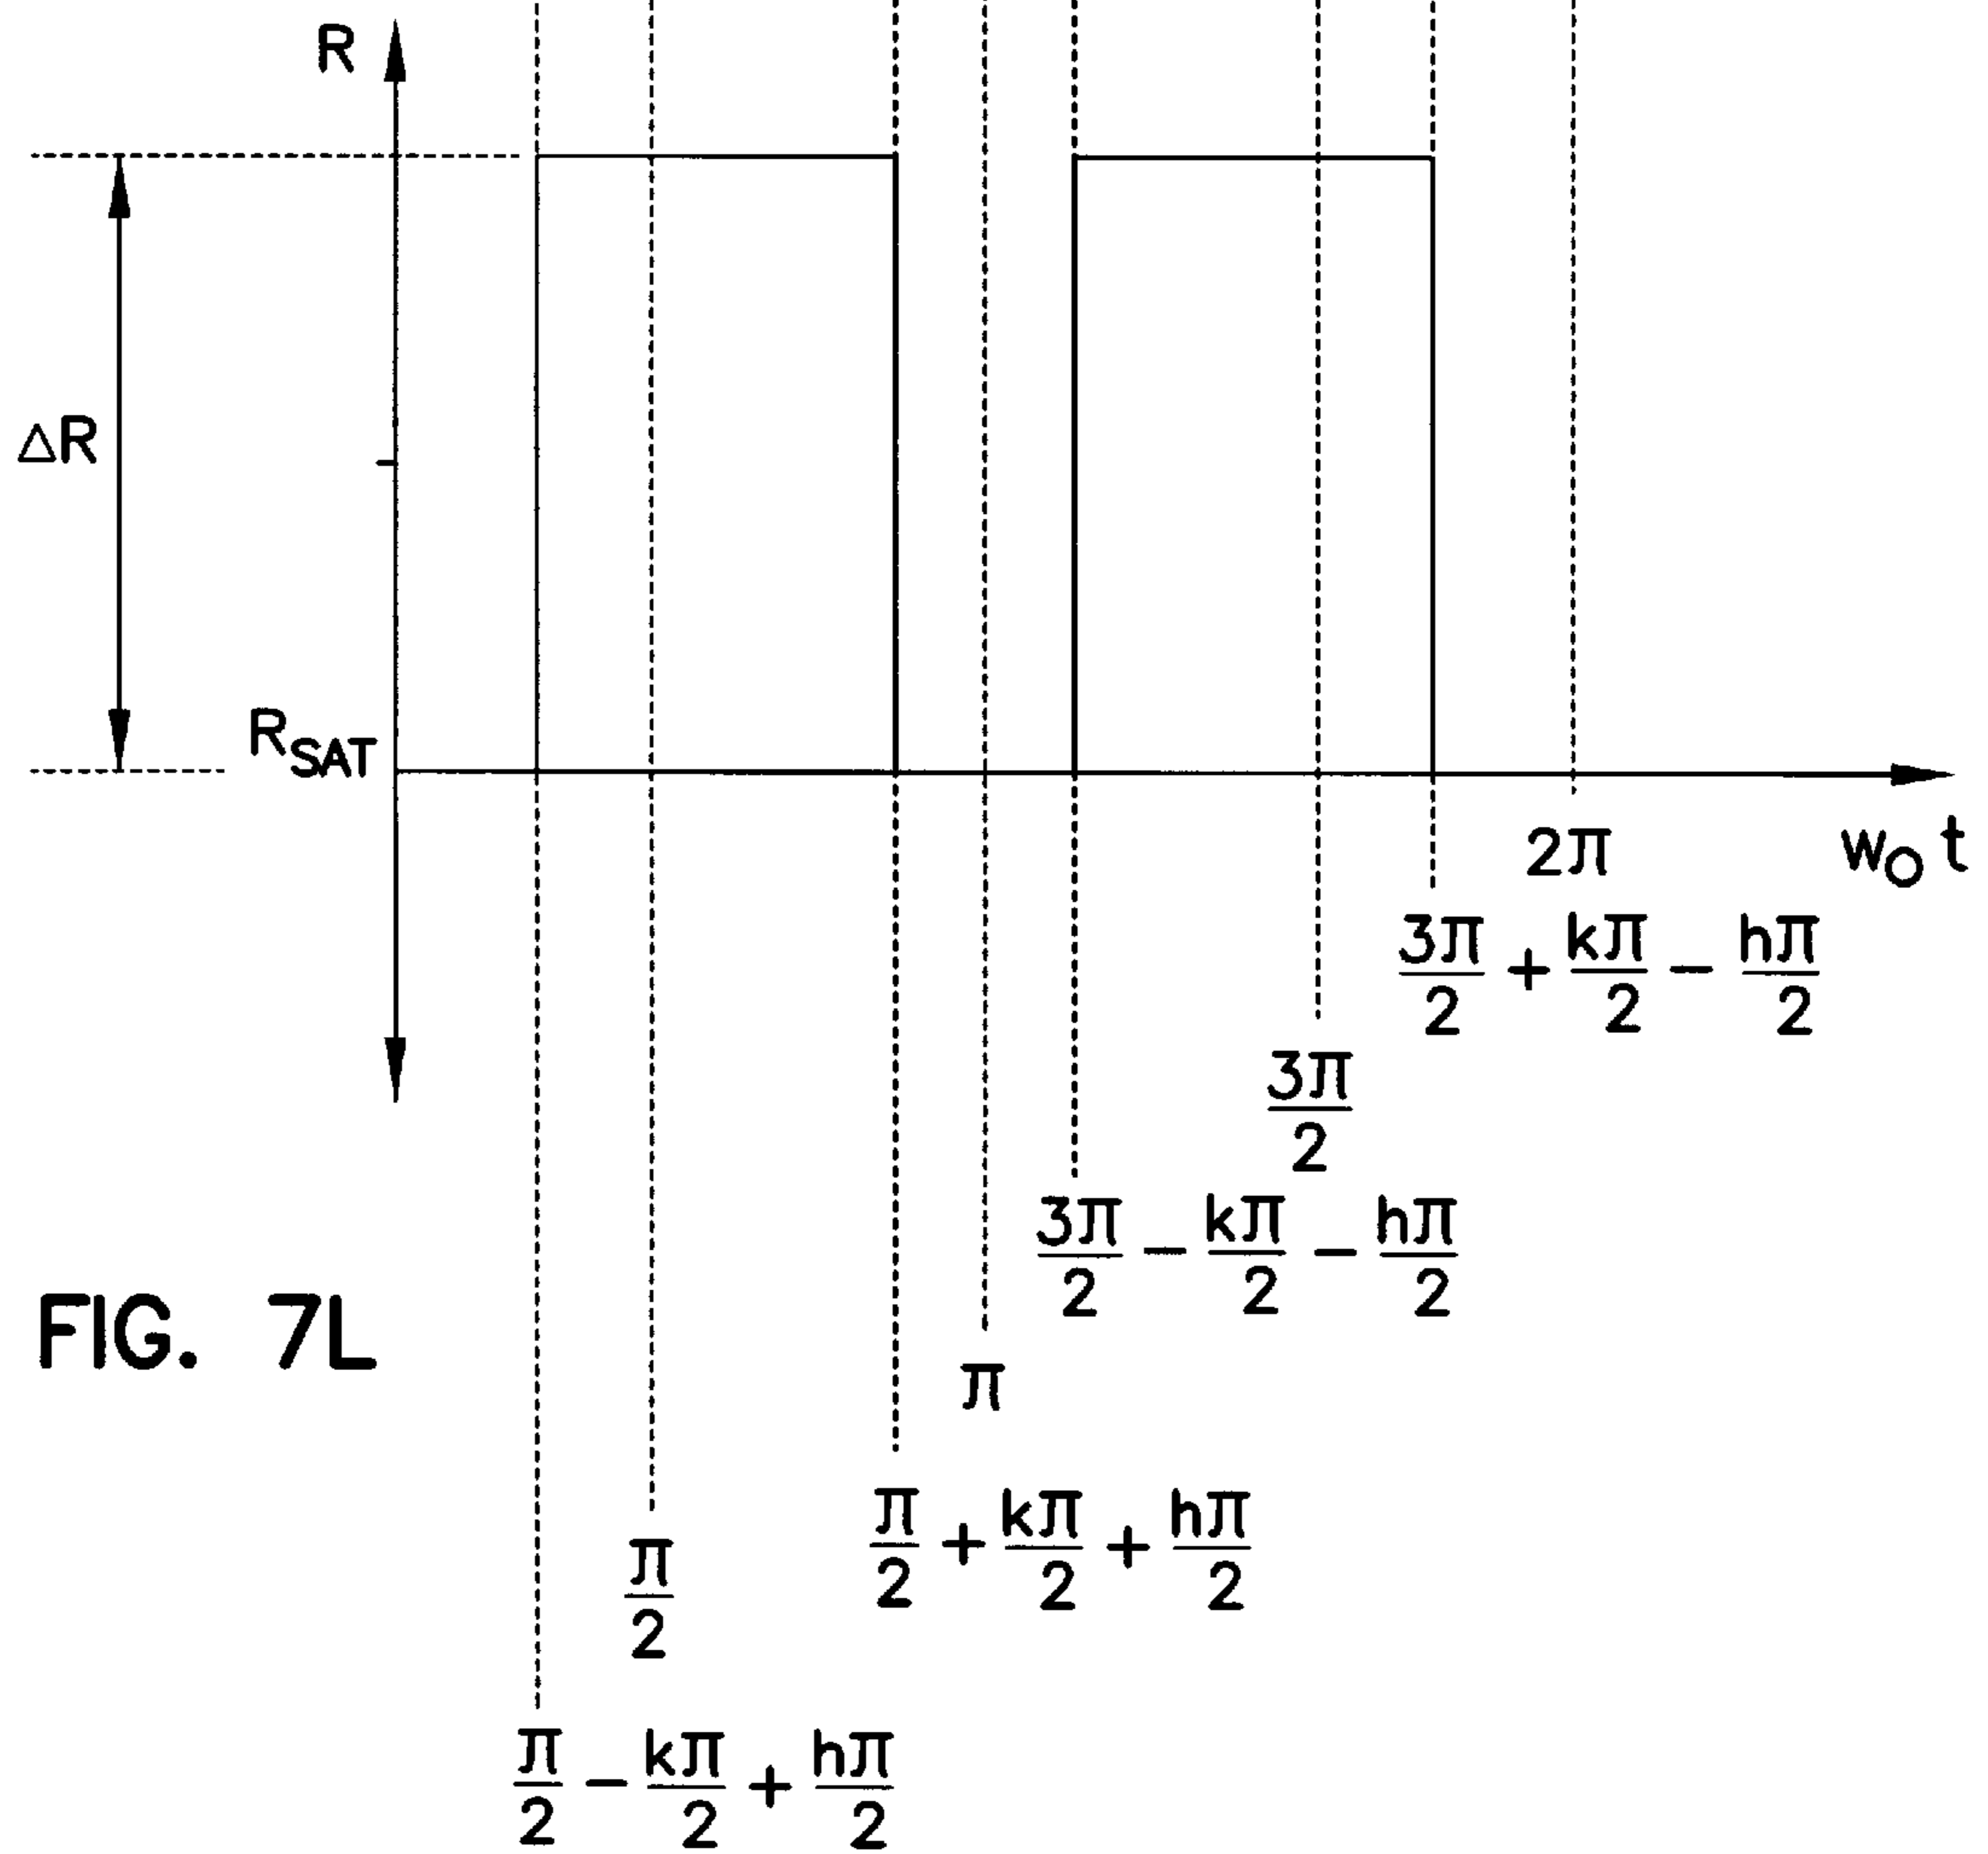 R
ΔR
R_SAT
2π
w_o t
3π/2 + kπ/2 − hπ/2
3π/2
3π/2 − kπ/2 − hπ/2
FIG. 7L
π
π/2 + kπ/2 + hπ/2
π/2
π/2 − kπ/2 + hπ/2